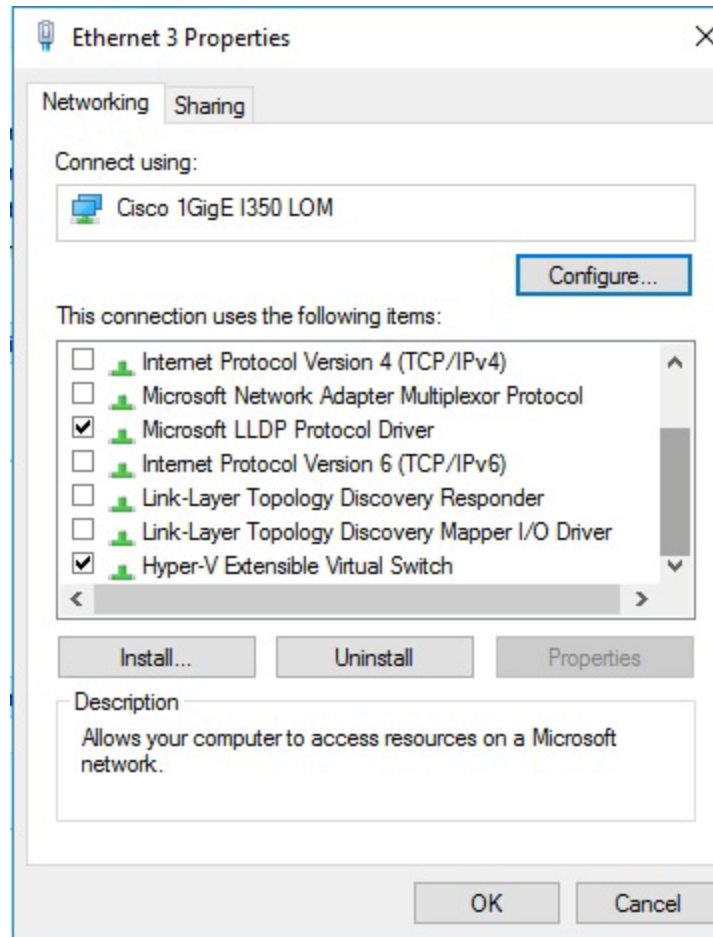 Ethernet 3 Properties
Networking
Sharing
Connect using:
Cisco 1GigE I350 LOM
Configure...
This connection uses the following items:
Internet Protocol Version 4 (TCP/IPv4)
Microsoft Network Adapter Multiplexor Protocol
Microsoft LLDP Protocol Driver
Internet Protocol Version 6 (TCP/IPv6)
Link-Layer Topology Discovery Responder
Link-Layer Topology Discovery Mapper I/O Driver
Hyper-V Extensible Virtual Switch
Install...
Uninstall
Properties
Description
Allows your computer to access resources on a Microsoft
network.
OK
Cancel